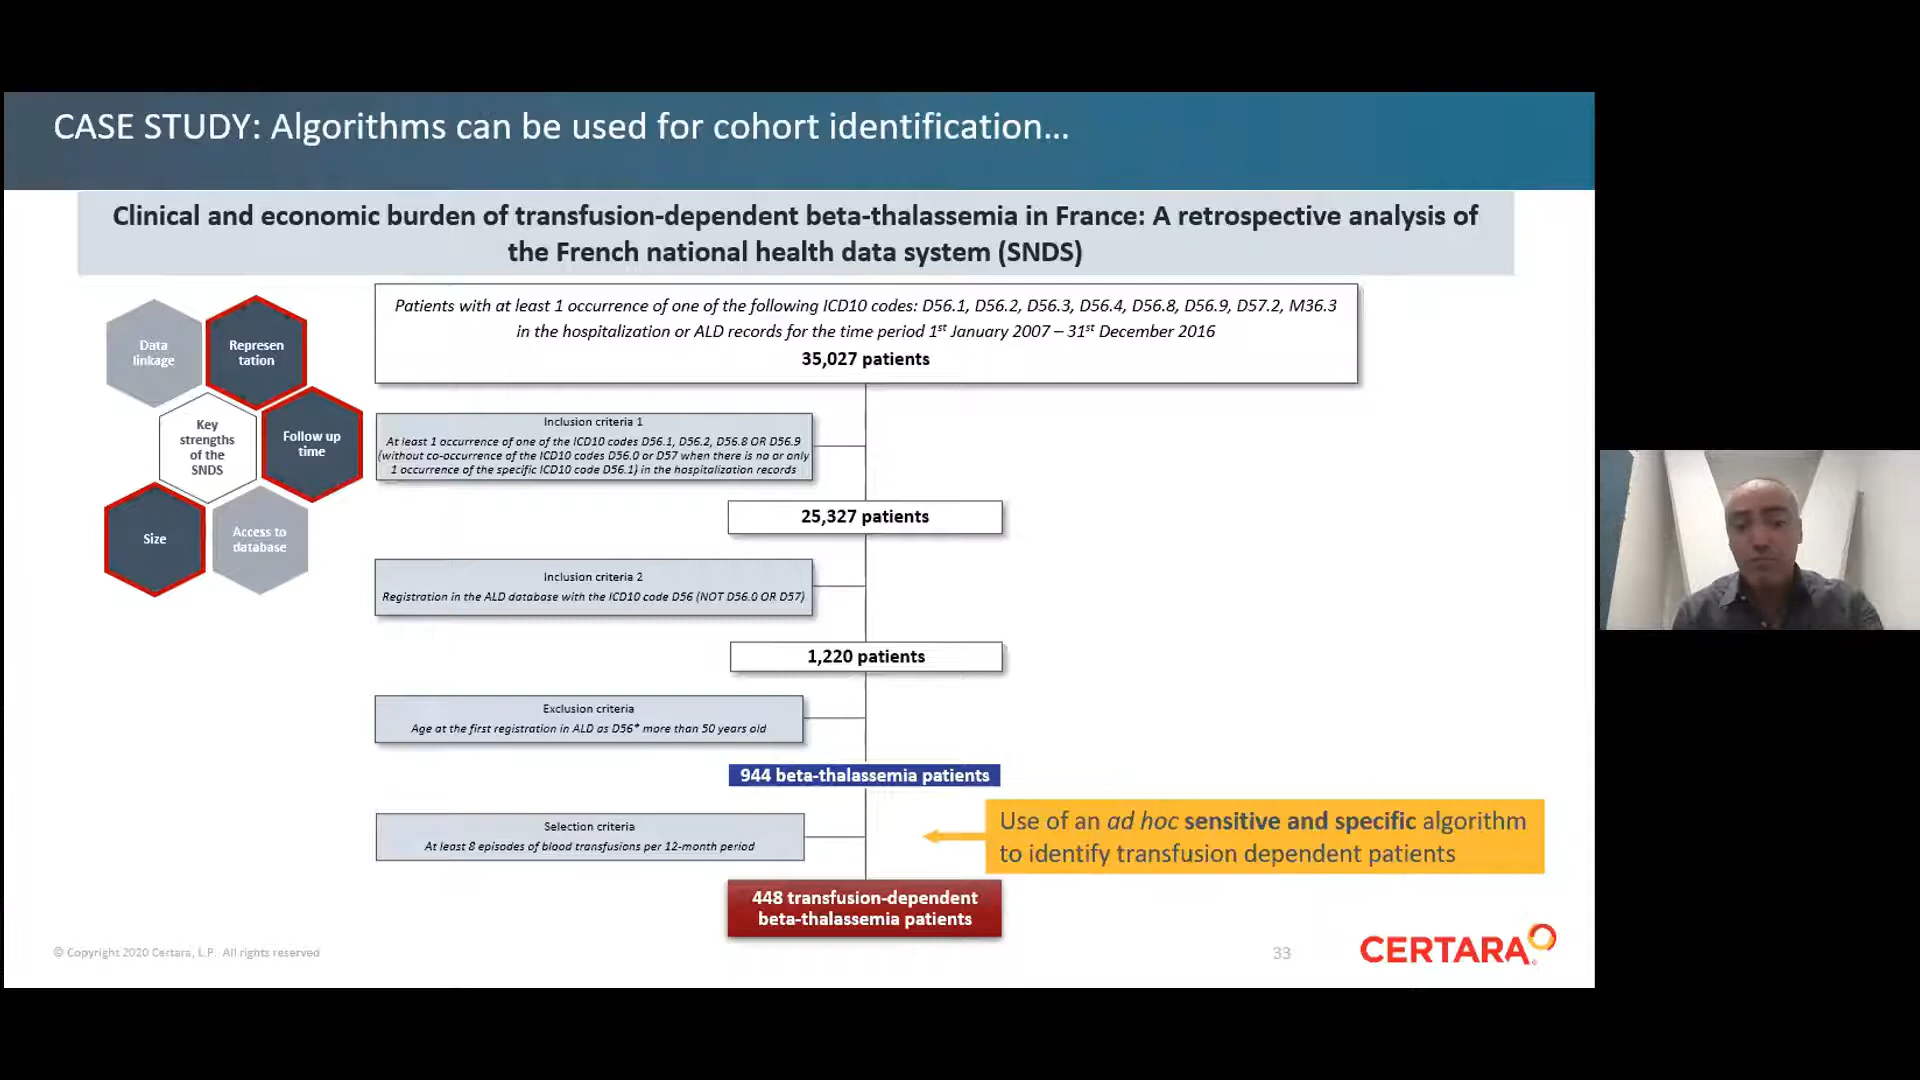 CASE STUDY: Algorithms can be used for cohort identification...
Clinical and economic burden of transfusion-dependent beta-thalassemia in France: A retrospective analysis of
the French national health data system (SNDS)
Data
linkage
Represen
tation
Key
strengths
of the
SNDS
Follow up
time
Size
Access to
database
Patients with at least 1 occurrence of one of the following ICD10 codes: D56.1, D56.2, D56.3, D56.4, D56.8, D56.9, D57.2, M36.3
in the hospitalization or ALD records for the time period 1st January 2007 – 31st December 2016
35,027 patients
Inclusion criteria 1
At least 1 occurrence of one of the ICD10 codes D56.1, D56.2, D56.8 OR D56.9
(without co-occurrence of the ICD10 codes D56.0 or D57 when there is no or only
1 occurrence of the specific ICD10 code D56.1) in the hospitalization records
25,327 patients
Inclusion criteria 2
Registration in the ALD database with the ICD10 code D56 (NOT D56.0 OR D57)
1,220 patients
Exclusion criteria
Age at the first registration in ALD as D56* more than 50 years old
944 beta-thalassemia patients
Selection criteria
At least 8 episodes of blood transfusions per 12-month period
Use of an ad hoc sensitive and specific algorithm
to identify transfusion dependent patients
448 transfusion-dependent
beta-thalassemia patients
© Copyright 2020 Certara, L.P. All rights reserved
33
CERTARA